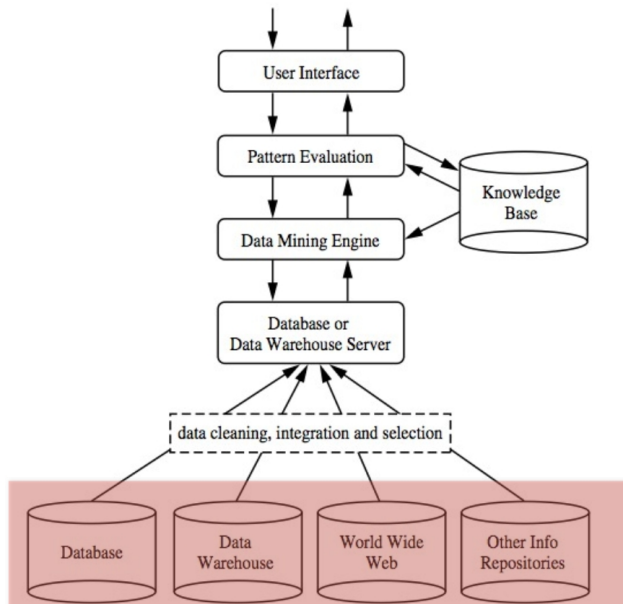 User Interface
Pattern Evaluation
Knowledge
Base
Data Mining Engine
Database or
Data Warehouse Server
data cleaning, integration and selection
Database
Data
Warehouse
World Wide
Web
Other Info
Repositories